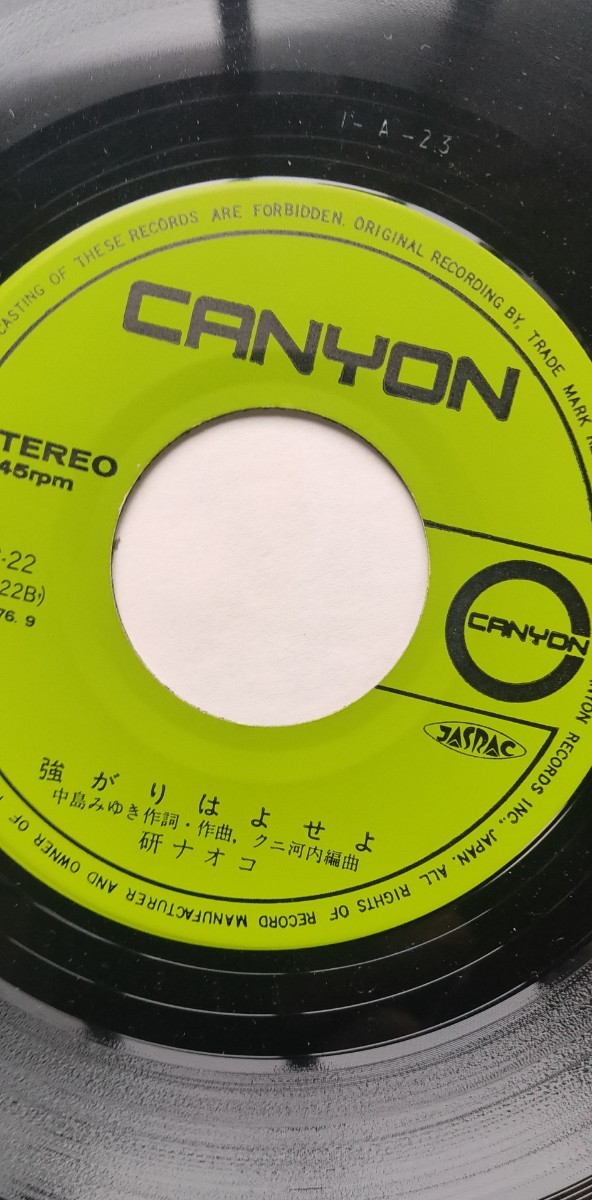 1-A-23
CASTING OF THESE RECORDS ARE FORBIDDEN. ORIGINAL RECORDING BY, TRADE MARK
CANYON
STEREO
45rpm
-22
22B)
76. 9
CANYON
JASRAC
強がりはよせよ
中島みゆき作詞・作曲, クニ河内編曲
研ナオコ
RECORDS INC., JAPAN. ALL RIGHTS OF RECORD MANUFACTURER AND OWNER OF